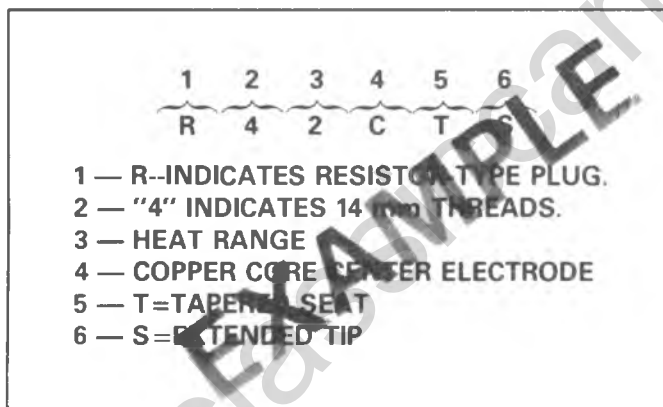 1 2 3 4 5 6
R 4 2 C T S
1 — R--INDICATES RESISTOR-TYPE PLUG.
2 — "4" INDICATES 14 mm THREADS.
3 — HEAT RANGE
4 — COPPER CORE CENTER ELECTRODE
5 — T=TAPERED SEAT
6 — S=EXTENDED TIP
EXAMPLE